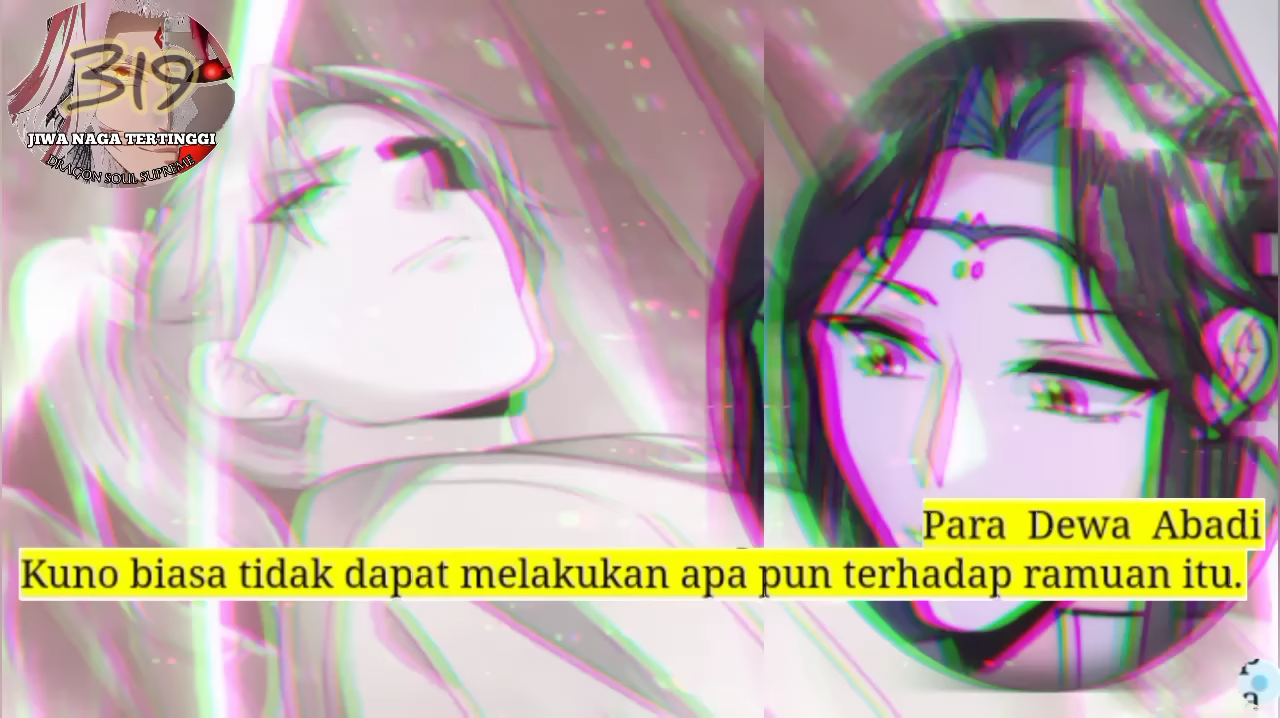 319
JIWA NAGA TERTINGGI
DRAGON SOUL SUPREME
Para Dewa Abadi
Kuno biasa tidak dapat melakukan apa pun terhadap ramuan itu.
a